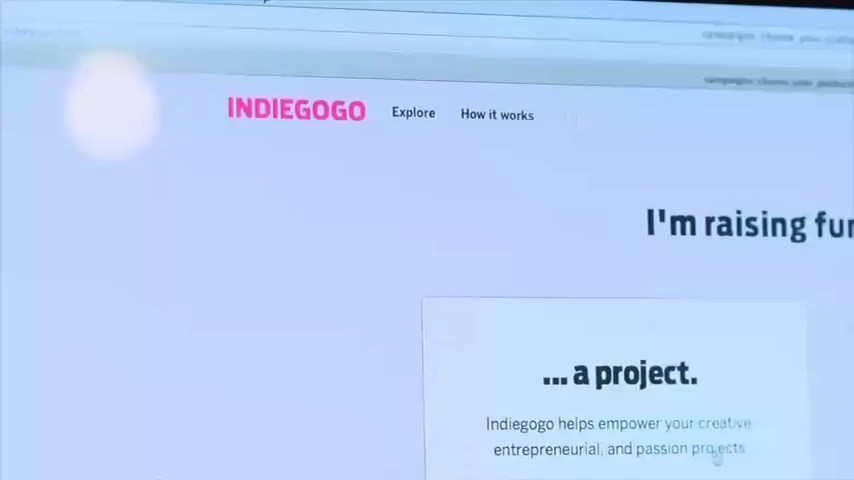 INDIEGOGO Explore How it works
I'm raising fu
... a project.
Indiegogo helps empower your creative
entrepreneurial, and passion projects